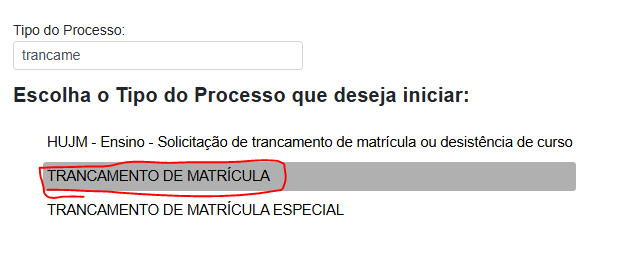 Tipo do Processo:
trancame
Escolha o Tipo do Processo que deseja iniciar:
HUJM - Ensino - Solicitação de trancamento de matrícula ou desistência de curso
TRANCAMENTO DE MATRÍCULA
TRANCAMENTO DE MATRÍCULA ESPECIAL